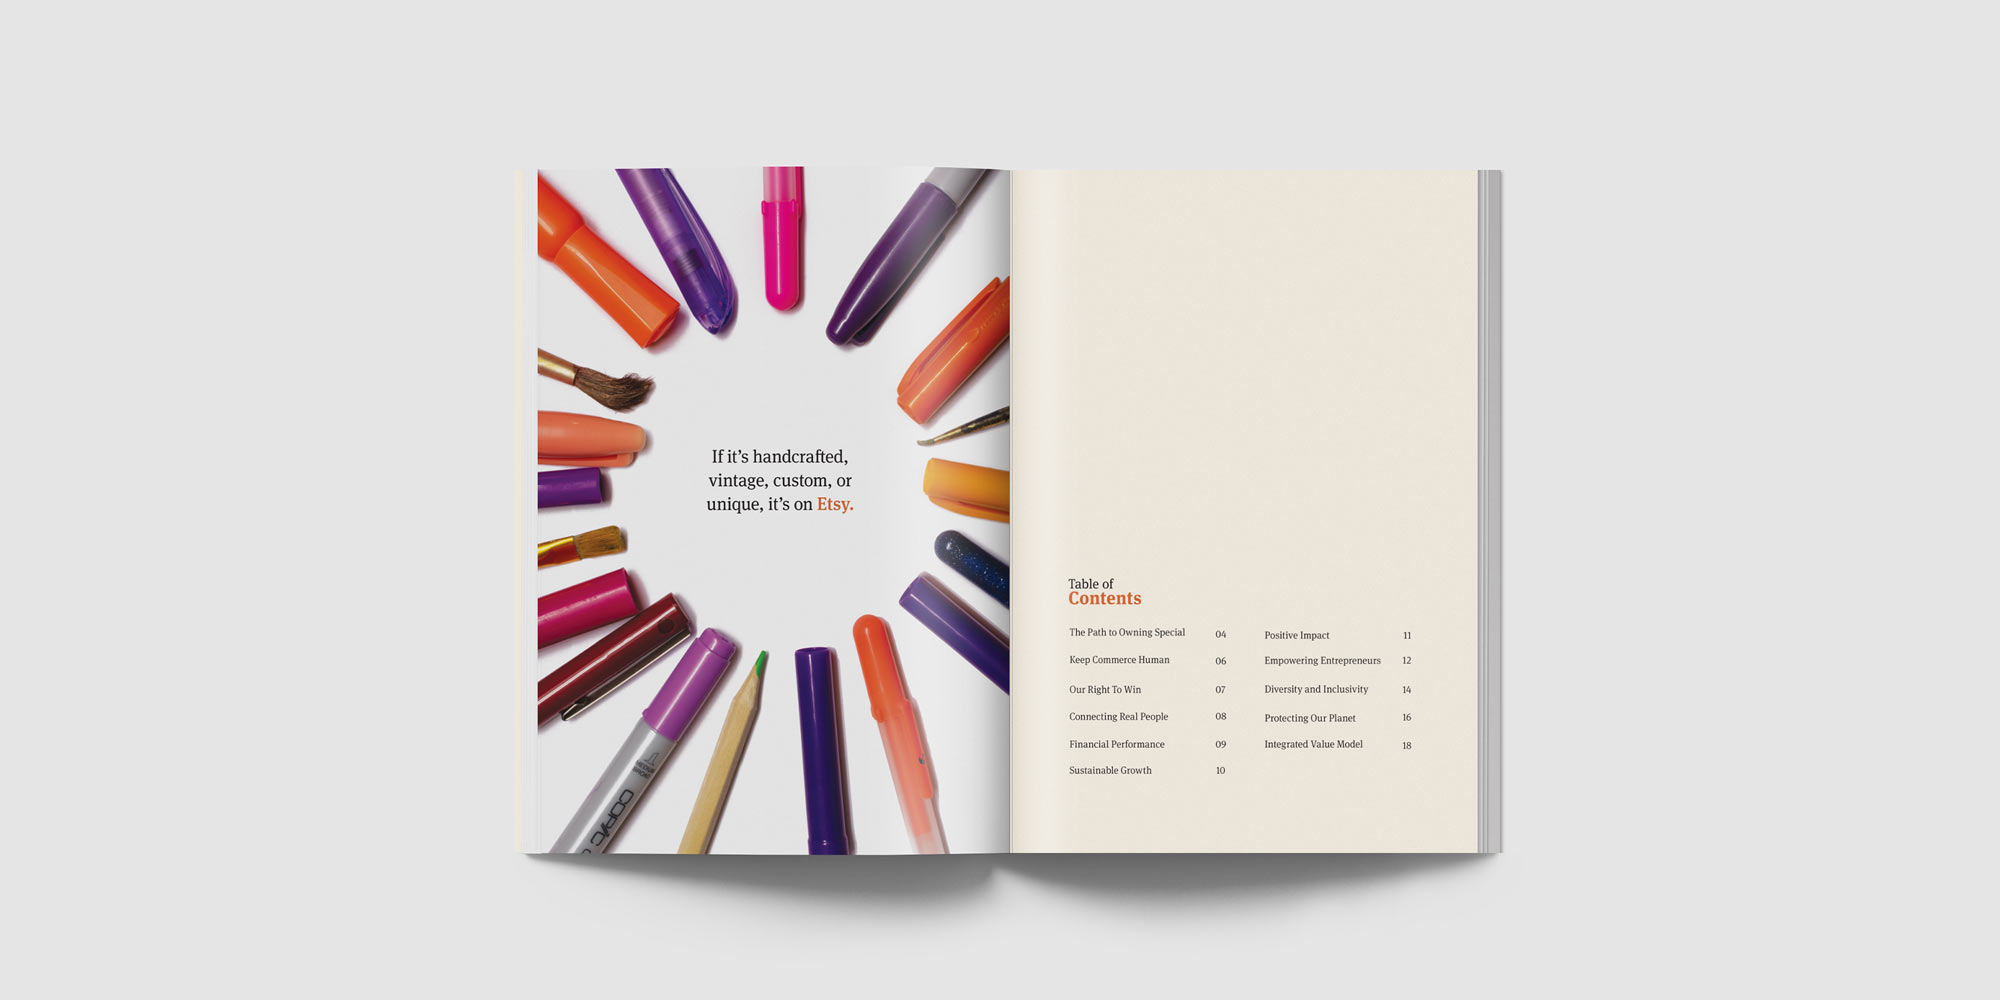 If it's handcrafted,
vintage, custom, or
unique, it's on Etsy.
Table of
Contents
The Path to Owning Special 04
Keep Commerce Human 06
Our Right To Win 07
Connecting Real People 08
Financial Performance 09
Sustainable Growth 10
Positive Impact 11
Empowering Entrepreneurs 12
Diversity and Inclusivity 14
Protecting Our Planet 16
Integrated Value Model 18
COPIC